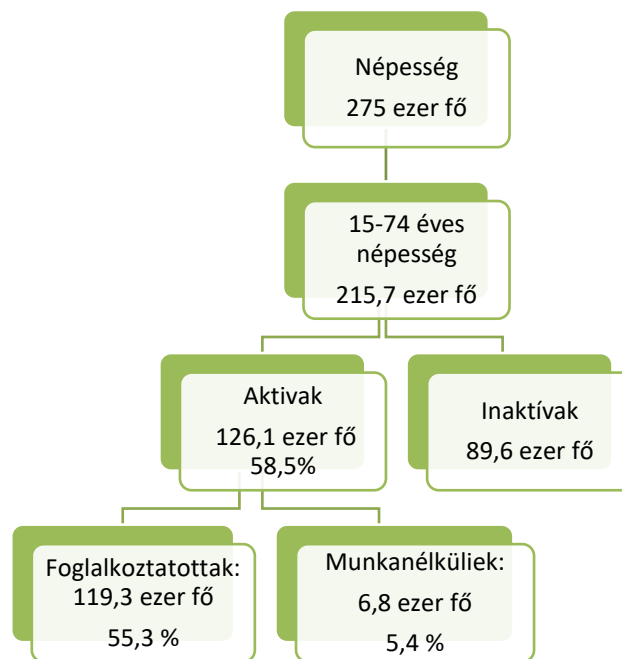 Népesség
275 ezer fő
15-74 éves
népesség
215,7 ezer fő
Aktivak
126,1 ezer fő
58,5%
Inaktívak
89,6 ezer fő
Foglalkoztatottak:
119,3 ezer fő
55,3 %
Munkanélküliek:
6,8 ezer fő
5,4 %